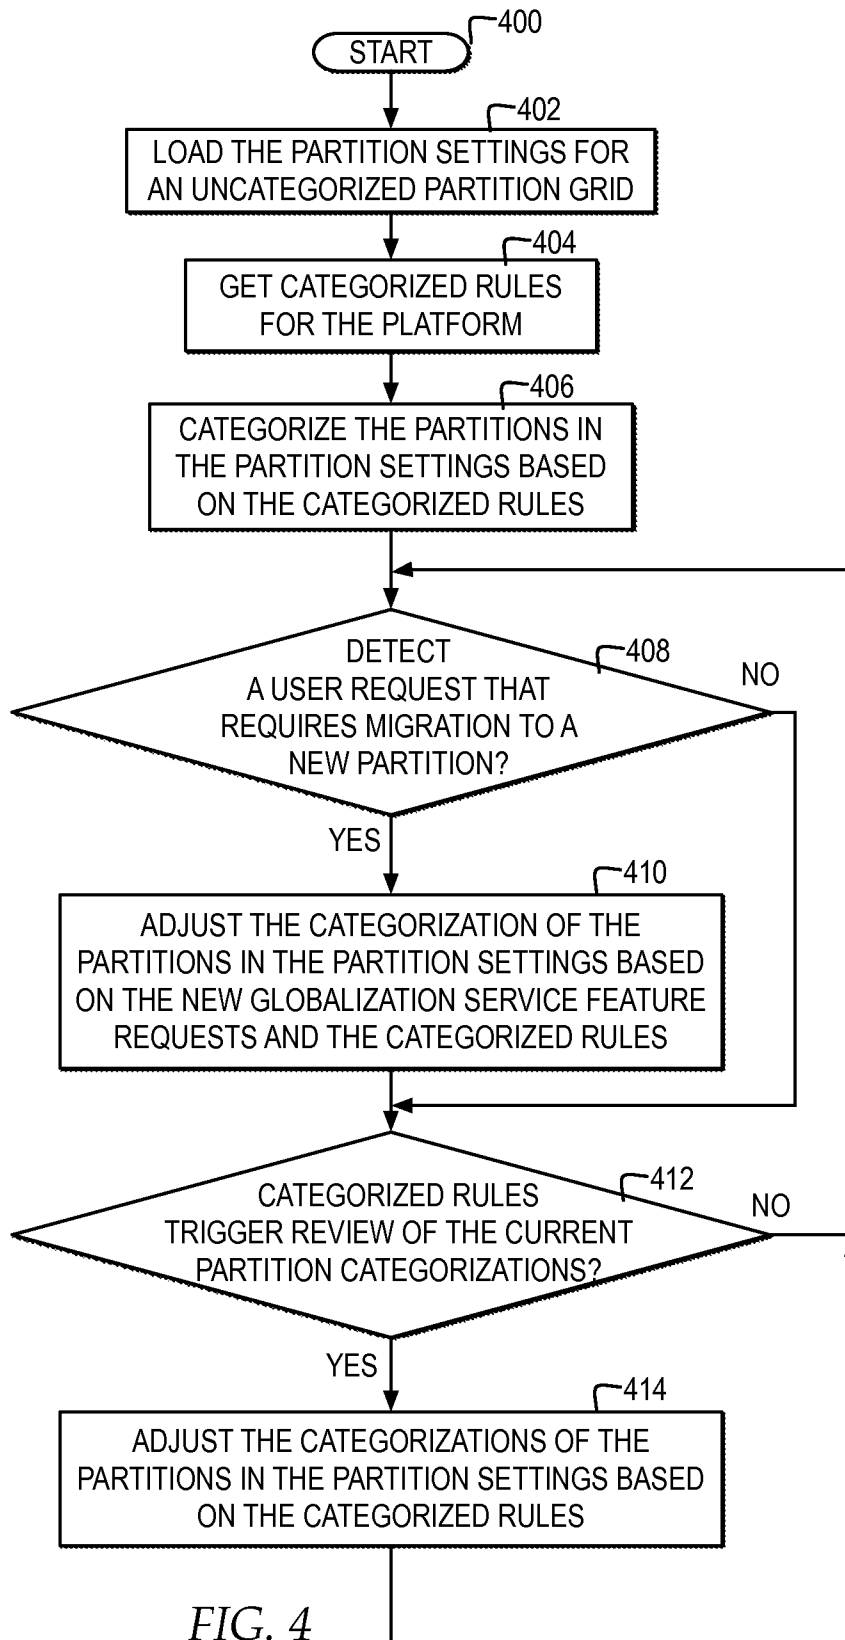 400
START
402
LOAD THE PARTITION SETTINGS FOR
AN UNCATEGORIZED PARTITION GRID
404
GET CATEGORIZED RULES
FOR THE PLATFORM
406
CATEGORIZE THE PARTITIONS IN
THE PARTITION SETTINGS BASED
ON THE CATEGORIZED RULES
408
DETECT
A USER REQUEST THAT
REQUIRES MIGRATION TO A
NEW PARTITION?
NO
YES
410
ADJUST THE CATEGORIZATION OF THE
PARTITIONS IN THE PARTITION SETTINGS BASED
ON THE NEW GLOBALIZATION SERVICE FEATURE
REQUESTS AND THE CATEGORIZED RULES
412
CATEGORIZED RULES
TRIGGER REVIEW OF THE CURRENT
PARTITION CATEGORIZATIONS?
NO
YES
414
ADJUST THE CATEGORIZATIONS OF THE
PARTITIONS IN THE PARTITION SETTINGS BASED
ON THE CATEGORIZED RULES
FIG. 4